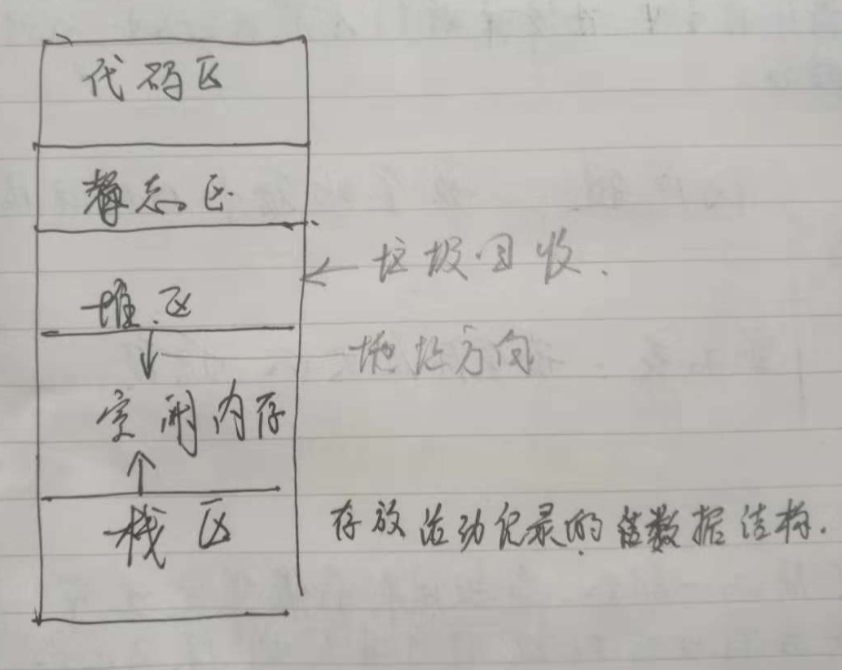 代码区
静态区
垃圾回收.
堆区
地址方向
空闲内存
栈区
存放活动记录的 数据结构.